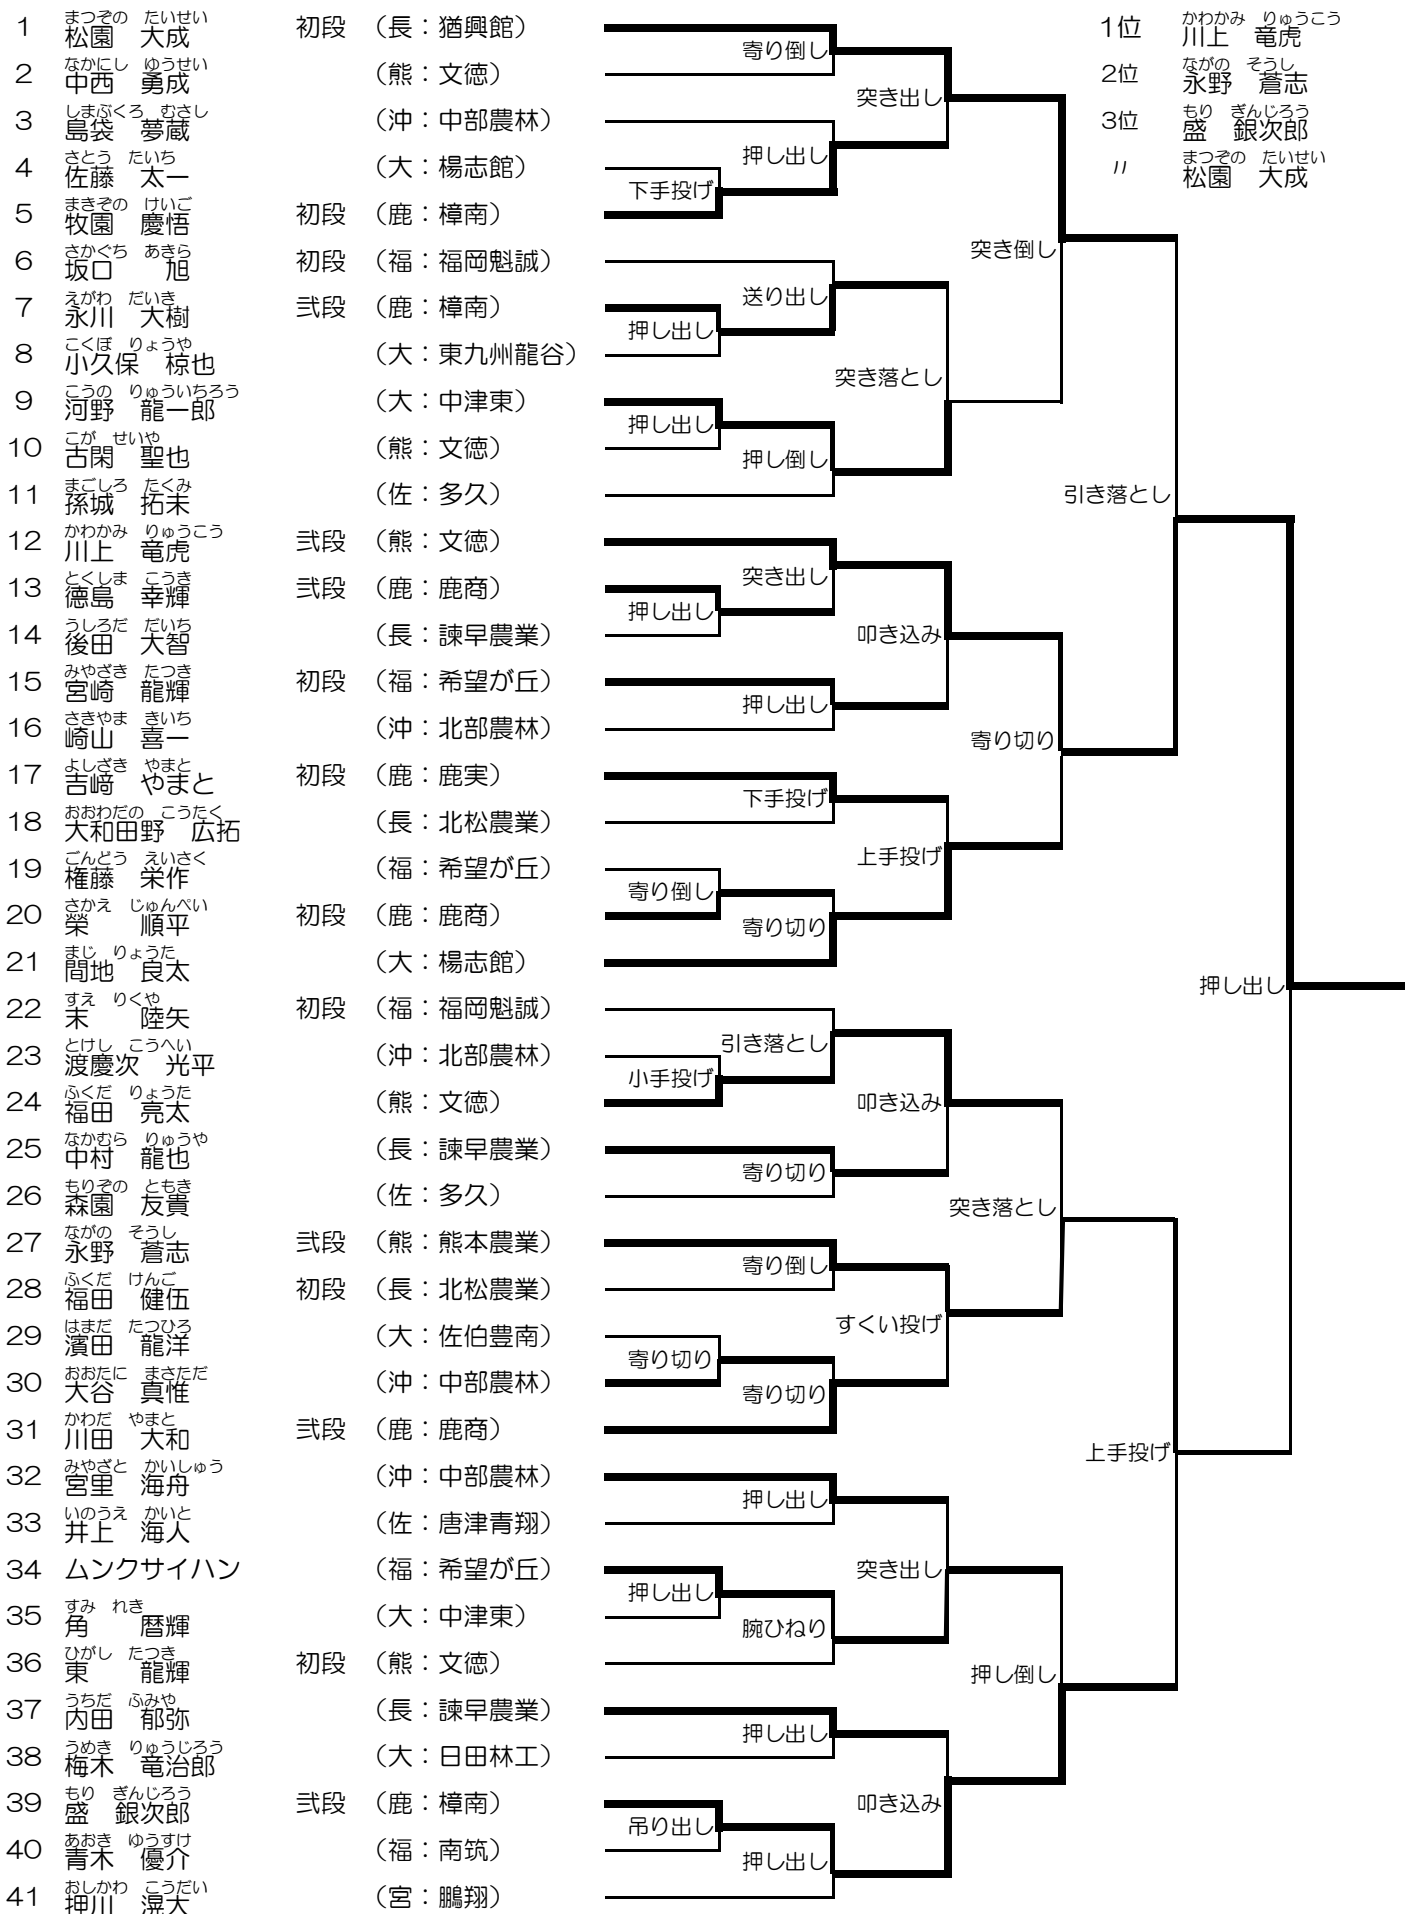 まつぞの たいせい
1 松園 大成 初段 (長：猶興館)
なかにし ゆうせい
2 中西 勇成 (熊：文徳)
しまぶくろ むさし
3 島袋 夢蔵 (沖：中部農林)
さとう たいち
4 佐藤 太一 (大：楊志館)
まきぞの けいご
5 牧園 慶悟 初段 (鹿：樟南)
さかぐち あきら
6 坂口 旭 初段 (福：福岡魁誠)
えがわ だいき
7 永川 大樹 弐段 (鹿：樟南)
こくぼ りょうや
8 小久保 椋也 (大：東九州龍谷)
こうの りゅういちろう
9 河野 龍一郎 (大：中津東)
こが せいや
10 古閑 聖也 (熊：文徳)
まごしろ たくみ
11 孫城 拓未 (佐：多久)
かわかみ りゅうこう
12 川上 竜虎 弐段 (熊：文徳)
とくしま こうき
13 德島 幸輝 弐段 (鹿：鹿商)
うしろだ だいち
14 後田 大智 (長：諫早農業)
みやざき たつき
15 宮崎 龍輝 初段 (福：希望が丘)
さきやま きいち
16 崎山 喜一 (沖：北部農林)
よしざき やまと
17 吉﨑 やまと 初段 (鹿：鹿実)
おおわだの こうたく
18 大和田野 広拓 (長：北松農業)
ごんどう えいさく
19 権藤 栄作 (福：希望が丘)
さかえ じゅんぺい
20 榮 順平 初段 (鹿：鹿商)
まじ りょうた
21 間地 良太 (大：楊志館)
すえ りくや
22 末 陸矢 初段 (福：福岡魁誠)
とけし こうへい
23 渡慶次 光平 (沖：北部農林)
ふくだ りょうた
24 福田 亮太 (熊：文徳)
なかむら りゅうや
25 中村 龍也 (長：諫早農業)
もりぞの ともき
26 森園 友貴 (佐：多久)
ながの そうし
27 永野 蒼志 弐段 (熊：熊本農業)
ふくだ けんご
28 福田 健伍 初段 (長：北松農業)
はまだ たつひろ
29 濱田 龍洋 (大：佐伯豊南)
おおたに まさただ
30 大谷 真惟 (沖：中部農林)
かわだ やまと
31 川田 大和 弐段 (鹿：鹿商)
みやざと かいしゅう
32 宮里 海舟 (沖：中部農林)
いのうえ かいと
33 井上 海人 (佐：唐津青翔)
34 ムンクサイハン (福：希望が丘)
すみ れき
35 角 暦輝 (大：中津東)
ひがし たつき
36 東 龍輝 初段 (熊：文徳)
うちだ ふみや
37 内田 郁弥 (長：諫早農業)
うめき りゅうじろう
38 梅木 竜治郎 (大：日田林工)
もり ぎんじろう
39 盛 銀次郎 弐段 (鹿：樟南)
あおき ゆうすけ
40 青木 優介 (福：南筑)
おしかわ こうだい
41 押川 滉大 (宮：鵬翔)
下手投げ
押し出し
押し出し
押し出し
寄り倒し
小手投げ
寄り切り
押し出し
吊り出し
寄り倒し
押し出し
送り出し
押し倒し
突き出し
押し出し
下手投げ
寄り切り
引き落とし
寄り切り
寄り倒し
寄り切り
押し出し
腕ひねり
押し出し
押し出し
突き出し
突き落とし
叩き込み
上手投げ
叩き込み
すくい投げ
突き出し
叩き込み
突き倒し
寄り切り
突き落とし
押し倒し
引き落とし
上手投げ
押し出し
かわかみ りゅうこう
1位 川上 竜虎
ながの そうし
2位 永野 蒼志
もり ぎんじろう
3位 盛 銀次郎
まつぞの たいせい
〃 松園 大成